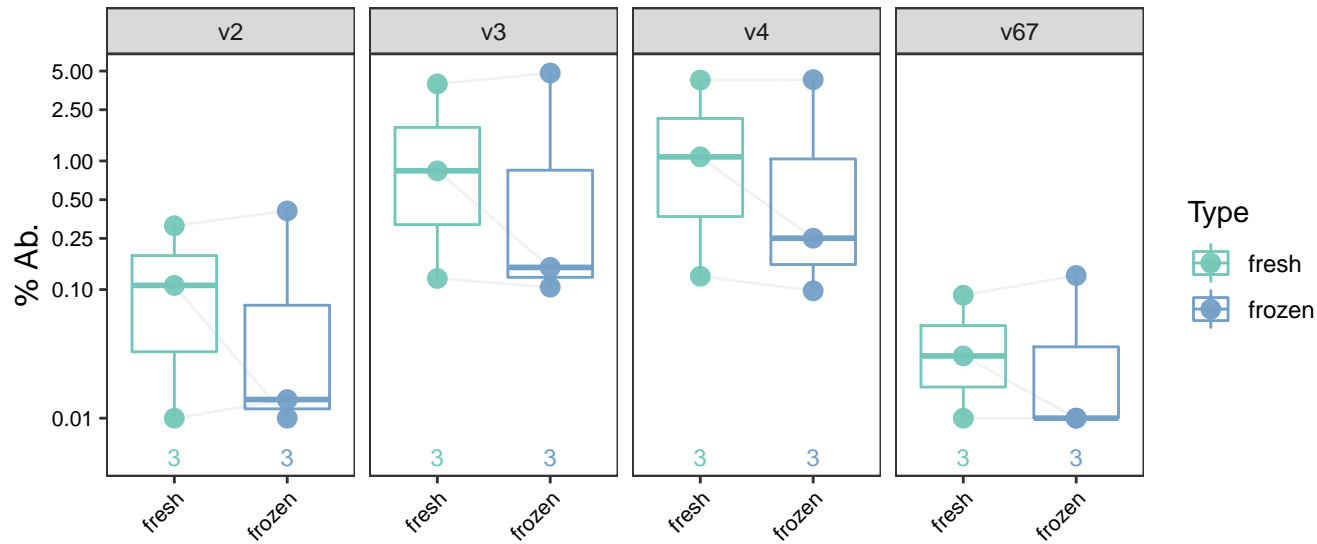 v2 v3 v4 v67
% Ab.
5.00
2.50
1.00
0.50
0.25
0.10
0.01
3 3 3 3 3 3 3 3
fresh frozen fresh frozen fresh frozen fresh frozen
Type
fresh
frozen